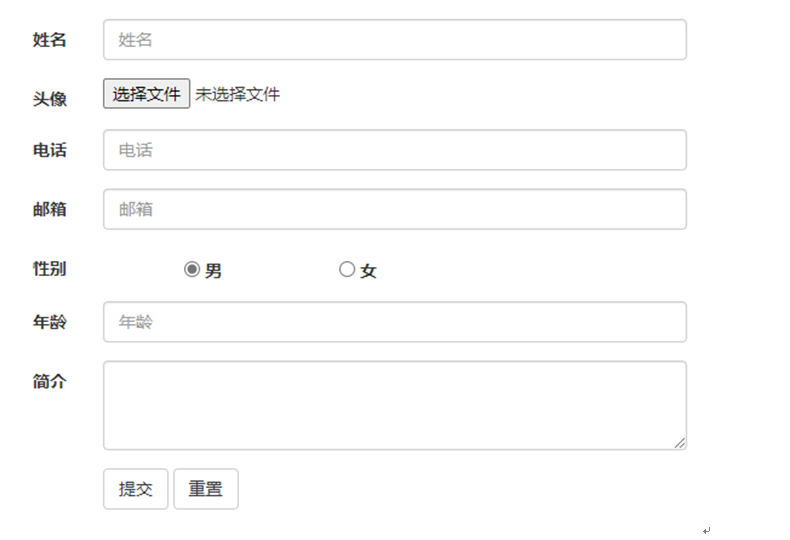 姓名 姓名
头像 选择文件 未选择文件
电话 电话
邮箱 邮箱
性别 男 女
年龄 年龄
简介
提交 重置